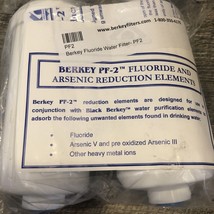 www.berkeyfilters.com
PF2
Berkey Fluoride Water Filter- PF2
BERKEY PF-2™ FLUORIDE AND
ARSENIC REDUCTION ELEMENTS
Berkey PF-2™ reduction elements are designed for use in
conjunction with Black Berkey™ water purification elements
adsorb the following unwanted elements found in drinking water:
• Fluoride
• Arsenic V and pre oxidized Arsenic III
• Other heavy metal ions